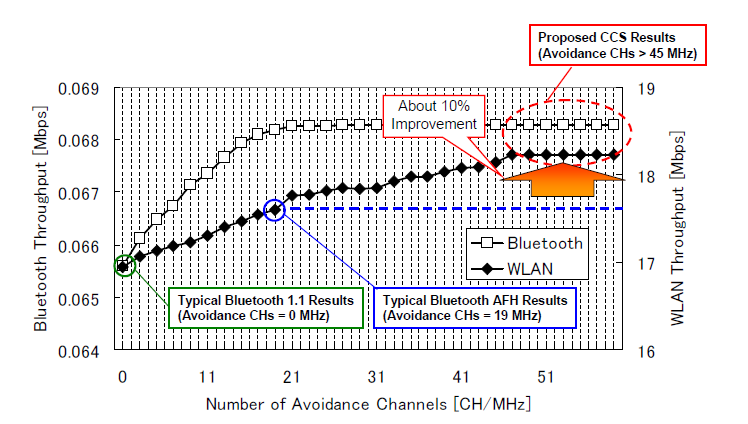 Proposed CCS Results
(Avoidance CHs > 45 MHz)
0.069
0.068
0.067
0.066
0.065
0.064
Bluetooth Throughput [Mbps]
19
18
17
16
WLAN Throughput [Mbps]
About 10%
Improvement
Bluetooth
WLAN
Typical Bluetooth 1.1 Results
(Avoidance CHs = 0 MHz)
Typical Bluetooth AFH Results
(Avoidance CHs = 19 MHz)
0 11 21 31 41 51
Number of Avoidance Channels [CH/MHz]